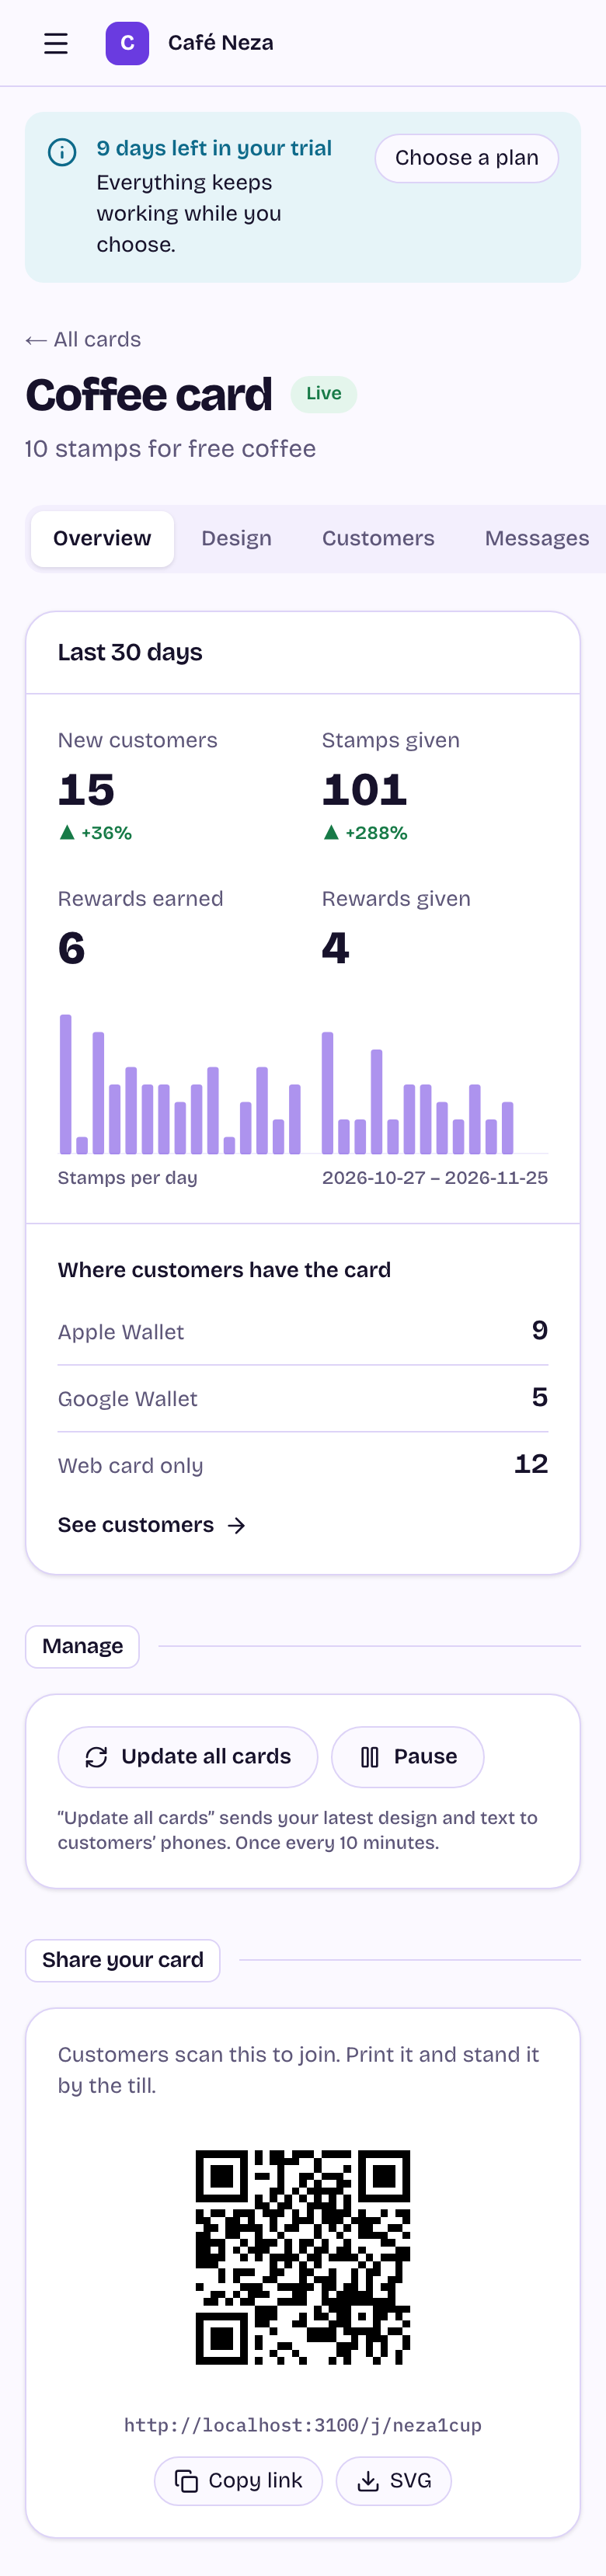 C
Café Neza
9 days left in your trial
Everything keeps
working while you
choose.
Choose a plan
← All cards
Coffee card
Live
10 stamps for free coffee
Overview
Design
Customers
Messages
Last 30 days
New customers
15
▲ +36%
Stamps given
101
▲ +288%
Rewards earned
6
Rewards given
4
Stamps per day
2026-10-27 – 2026-11-25
Where customers have the card
Apple Wallet
9
Google Wallet
5
Web card only
12
See customers →
Manage
Update all cards
Pause
“Update all cards” sends your latest design and text to
customers’ phones. Once every 10 minutes.
Share your card
Customers scan this to join. Print it and stand it
by the till.
http://localhost:3100/j/neza1cup
Copy link
SVG